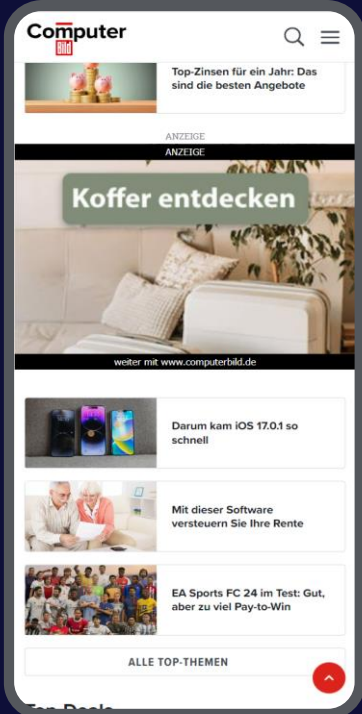 Computer
Bild
Top-Zinsen für ein Jahr: Das
sind die besten Angebote
ANZEIGE
ANZEIGE
Koffer entdecken
weiter mit www.computerbild.de
Darum kam iOS 17.0.1 so
schnell
Mit dieser Software
versteuern Sie Ihre Rente
EA Sports FC 24 im Test: Gut,
aber zu viel Pay-to-Win
ALLE TOP-THEMEN
Top Deals